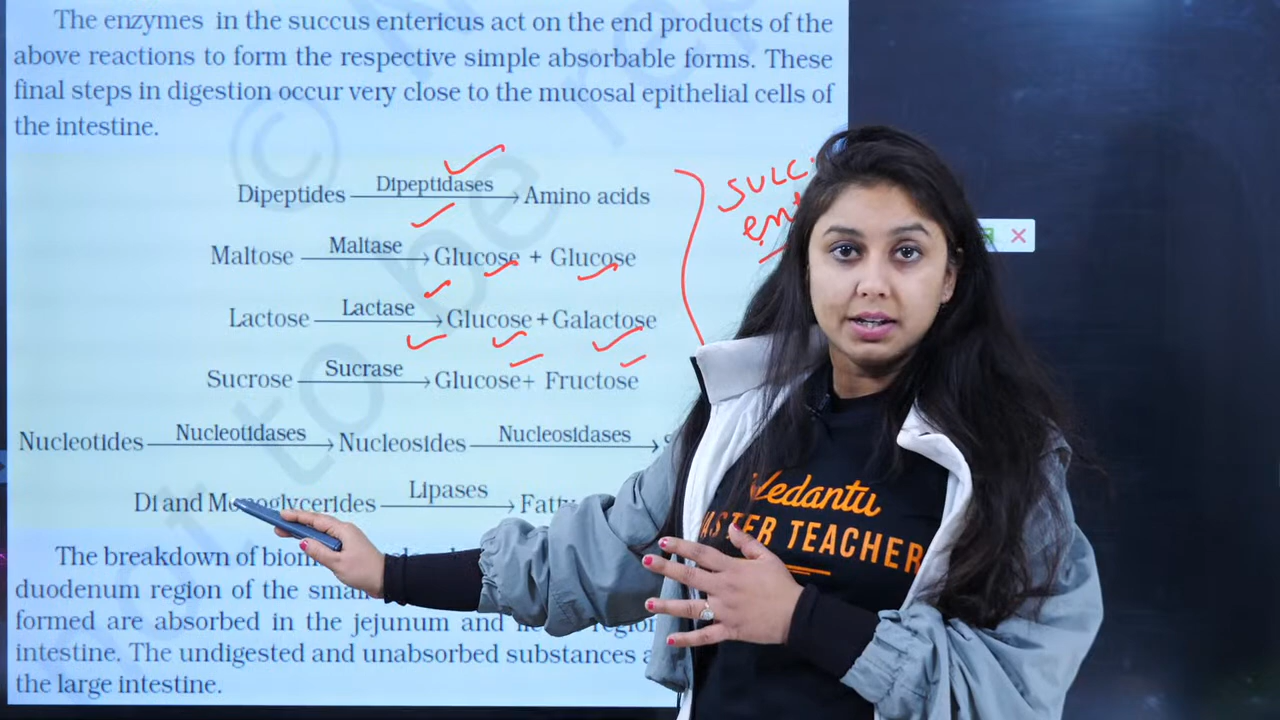 The enzymes in the succus entericus act on the end products of the
above reactions to form the respective simple absorbable forms. These
final steps in digestion occur very close to the mucosal epithelial cells of
the intestine.
Dipeptides Dipeptidases Amino acids
Maltose Maltase Glucose + Glucose
Lactose Lactase Glucose + Galactose
Sucrose Sucrase Glucose + Fructose
Nucleotides Nucleotidases Nucleosides Nucleosidases
Di and Monoglycerides Lipases
The breakdown of
duodenum region of the
formed are absorbed in the jejunum and
intestine. The undigested and unabsorbed substances
the large intestine.
Vedantu
MASTER TEACHER